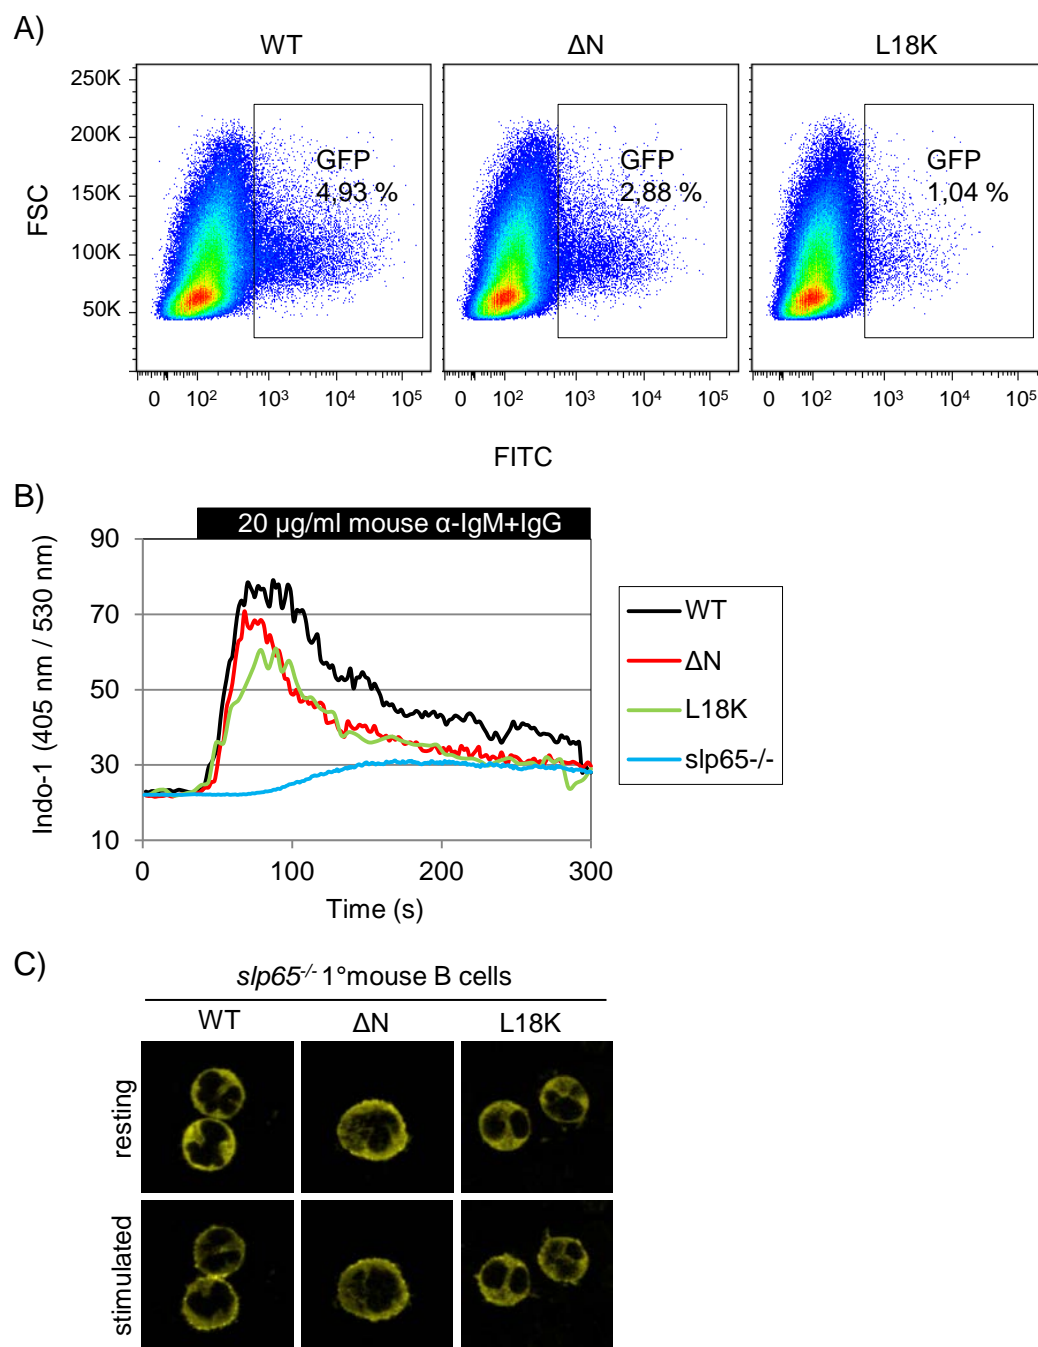 A)
WT
ΔN
L18K
250K
200K
150K
100K
50K
FSC
GFP
4,93 %
GFP
2,88 %
GFP
1,04 %
0 10² 10³ 10⁴ 10⁵
0 10² 10³ 10⁴ 10⁵
0 10² 10³ 10⁴ 10⁵
FITC
B)
20 µg/ml mouse α-IgM+IgG
Indo-1 (405 nm / 530 nm)
90
70
50
30
10
0 100 200 300
Time (s)
WT
ΔN
L18K
slp65-/-
C)
slp65⁻/⁻ 1°mouse B cells
WT
ΔN
L18K
resting
stimulated